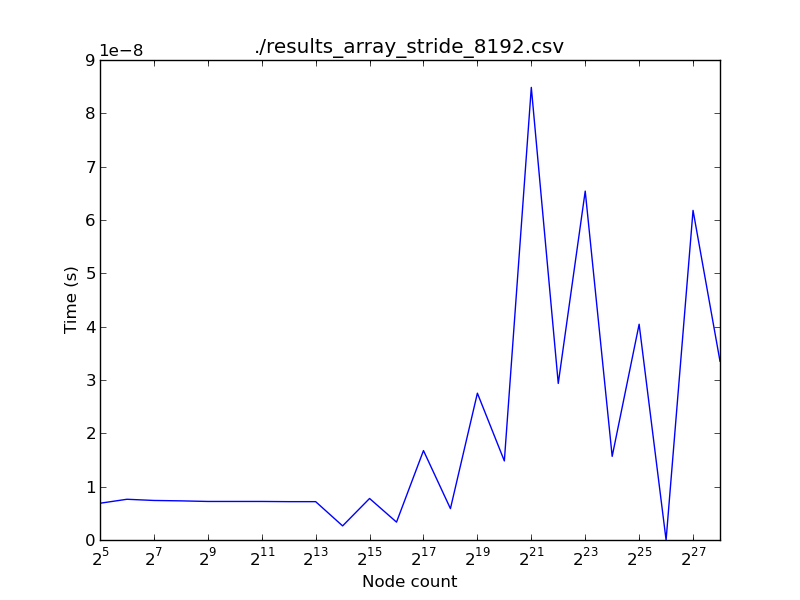 ./results_array_stride_8192.csv
1e−8
9
8
7
6
5
4
3
2
1
0
Time (s)
2^5 2^7 2^9 2^11 2^13 2^15 2^17 2^19 2^21 2^23 2^25 2^27
Node count